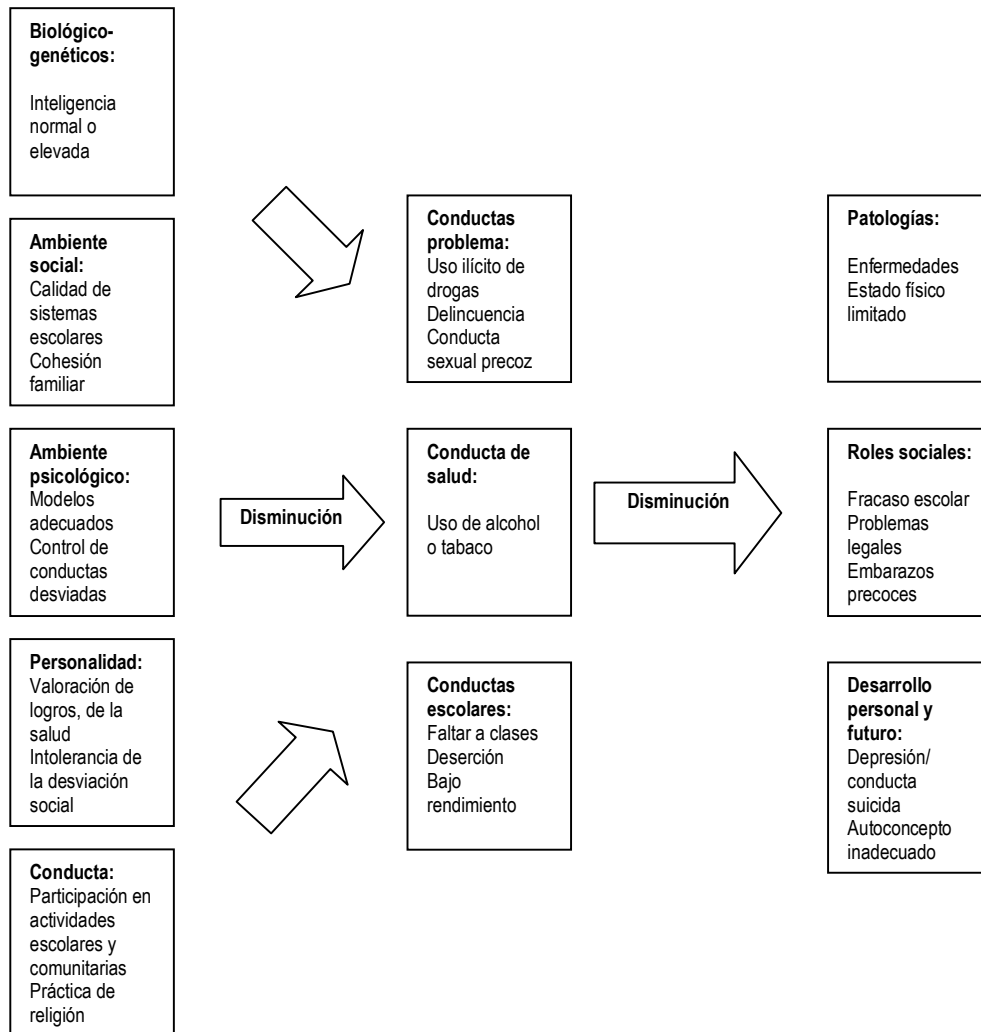 Biológico-
genéticos:
Inteligencia
normal o
elevada
Ambiente
social:
Calidad de
sistemas
escolares
Cohesión
familiar
Ambiente
psicológico:
Modelos
adecuados
Control de
conductas
desviadas
Personalidad:
Valoración de
logros, de la
salud
Intolerancia de
la desviación
social
Conducta:
Participación en
actividades
escolares y
comunitarias
Práctica de
religión
Disminución
Conductas
problema:
Uso ilícito de
drogas
Delincuencia
Conducta
sexual precoz
Conducta de
salud:
Uso de alcohol
o tabaco
Conductas
escolares:
Faltar a clases
Deserción
Bajo
rendimiento
Disminución
Patologías:
Enfermedades
Estado físico
limitado
Roles sociales:
Fracaso escolar
Problemas
legales
Embarazos
precoces
Desarrollo
personal y
futuro:
Depresión/
conducta
suicida
Autoconcepto
inadecuado